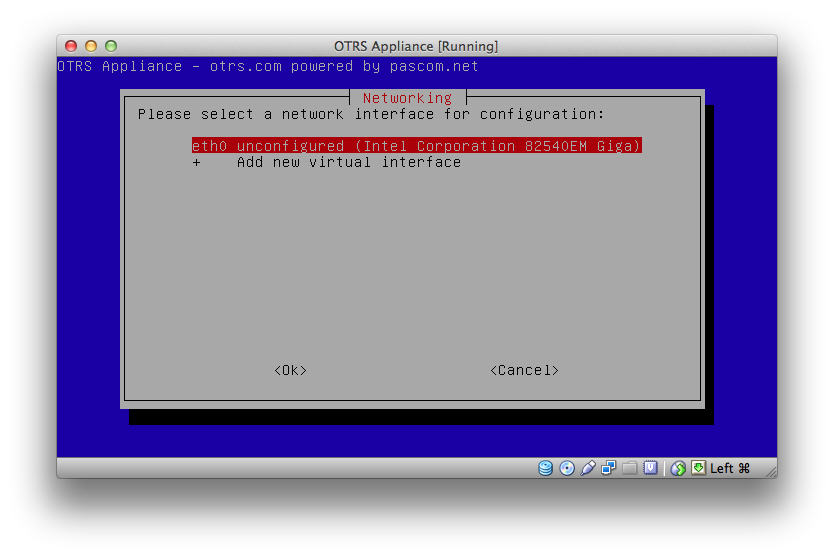 OTRS Appliance [Running]
OTRS Appliance - otrs.com powered by pascom.net
Networking
Please select a network interface for configuration:
eth0 unconfigured (Intel Corporation 82540EM Giga)
+ Add new virtual interface
<Ok> <Cancel>
Left ⌘